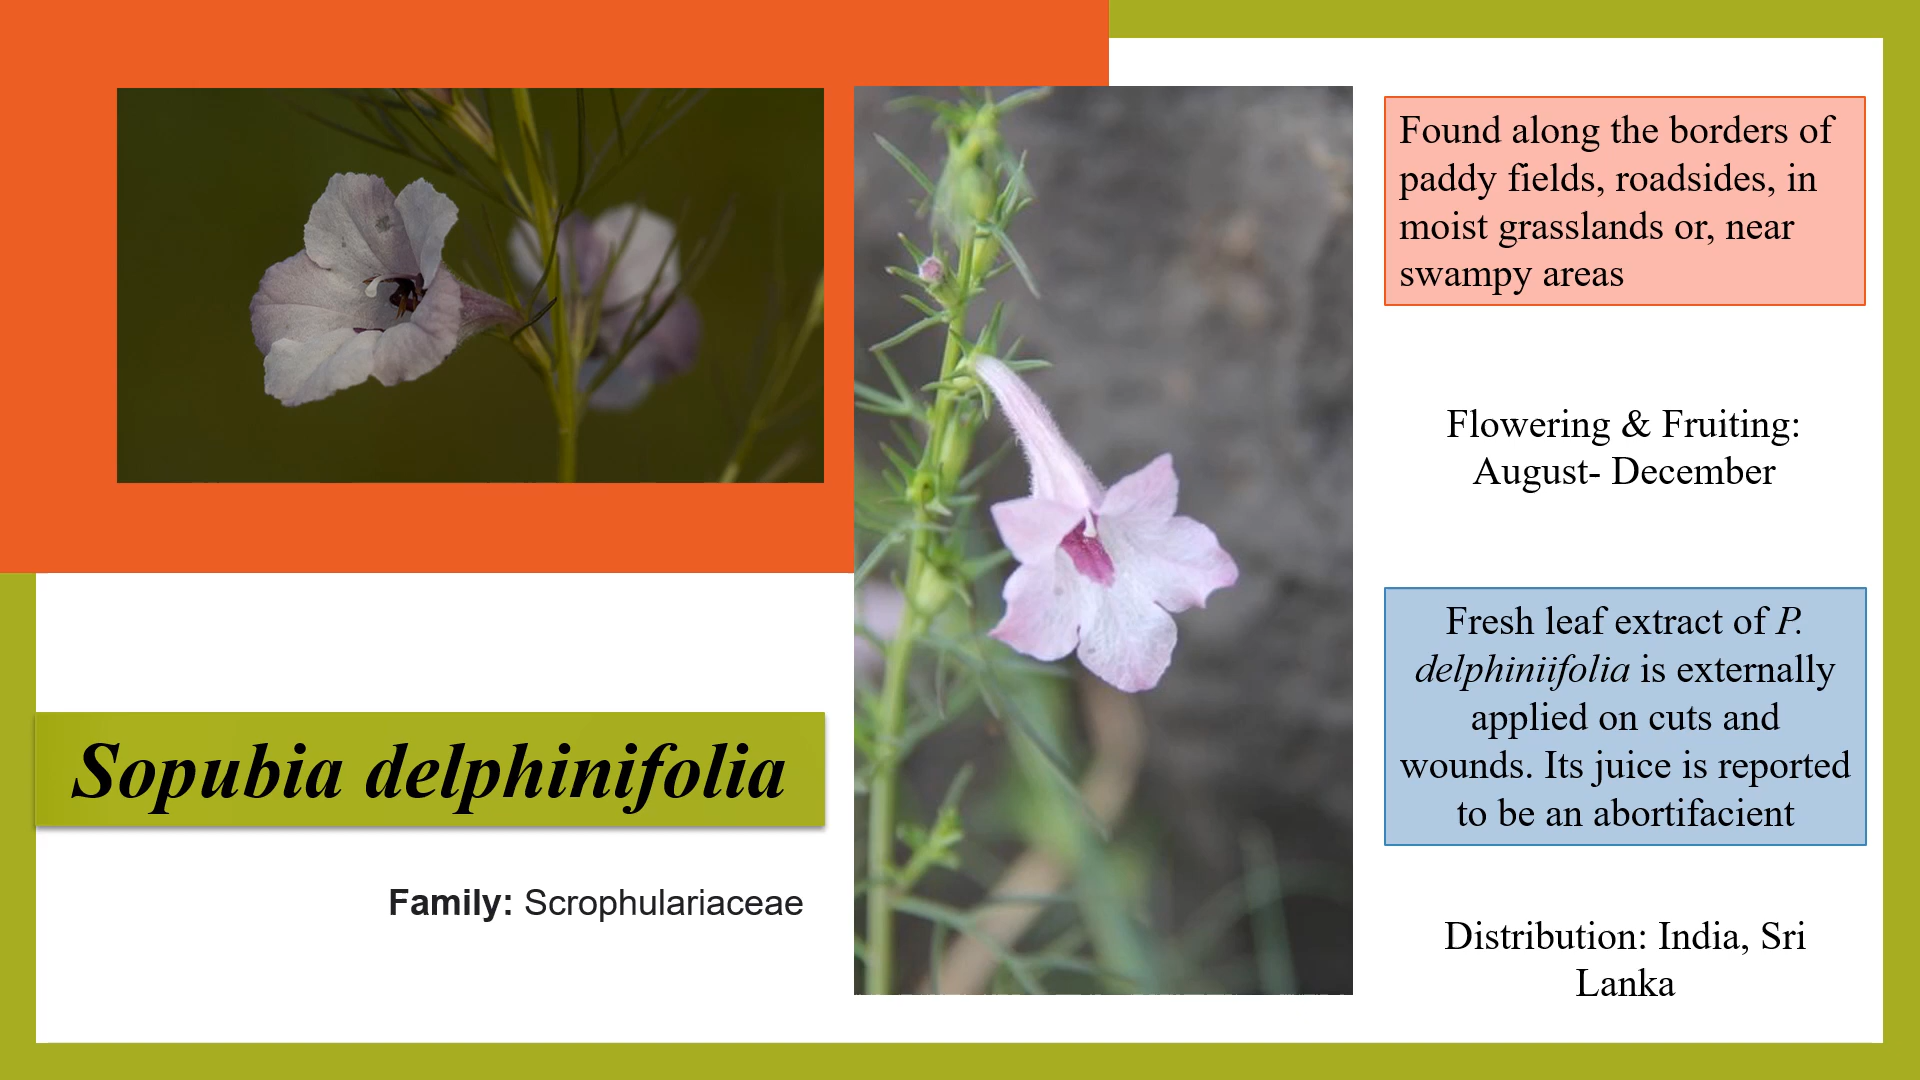 Found along the borders of
paddy fields, roadsides, in
moist grasslands or, near
swampy areas
Flowering & Fruiting:
August- December
Fresh leaf extract of P.
delphiniifolia is externally
applied on cuts and
wounds. Its juice is reported
to be an abortifacient
Sopubia delphinifolia
Family: Scrophulariaceae
Distribution: India, Sri
Lanka